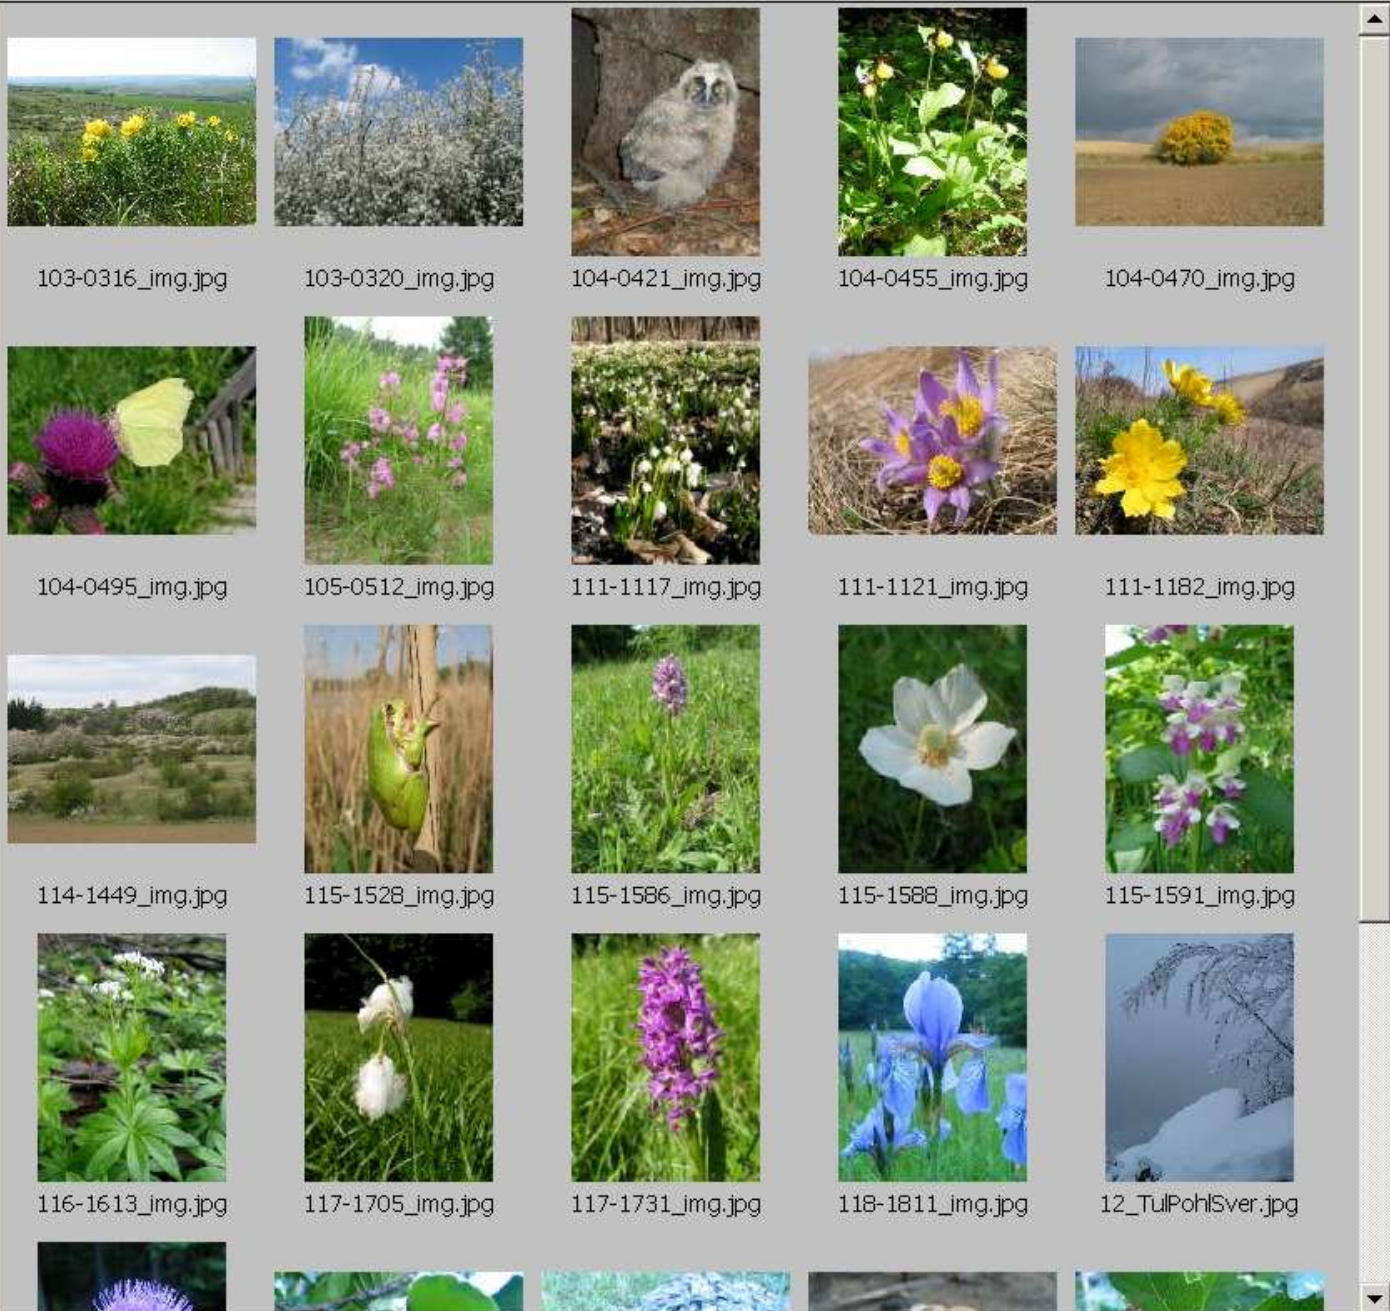 103-0316_img.jpg
103-0320_img.jpg
104-0421_img.jpg
104-0455_img.jpg
104-0470_img.jpg
104-0495_img.jpg
105-0512_img.jpg
111-1117_img.jpg
111-1121_img.jpg
111-1182_img.jpg
114-1449_img.jpg
115-1528_img.jpg
115-1586_img.jpg
115-1588_img.jpg
115-1591_img.jpg
116-1613_img.jpg
117-1705_img.jpg
117-1731_img.jpg
118-1811_img.jpg
12_TulPohlSver.jpg